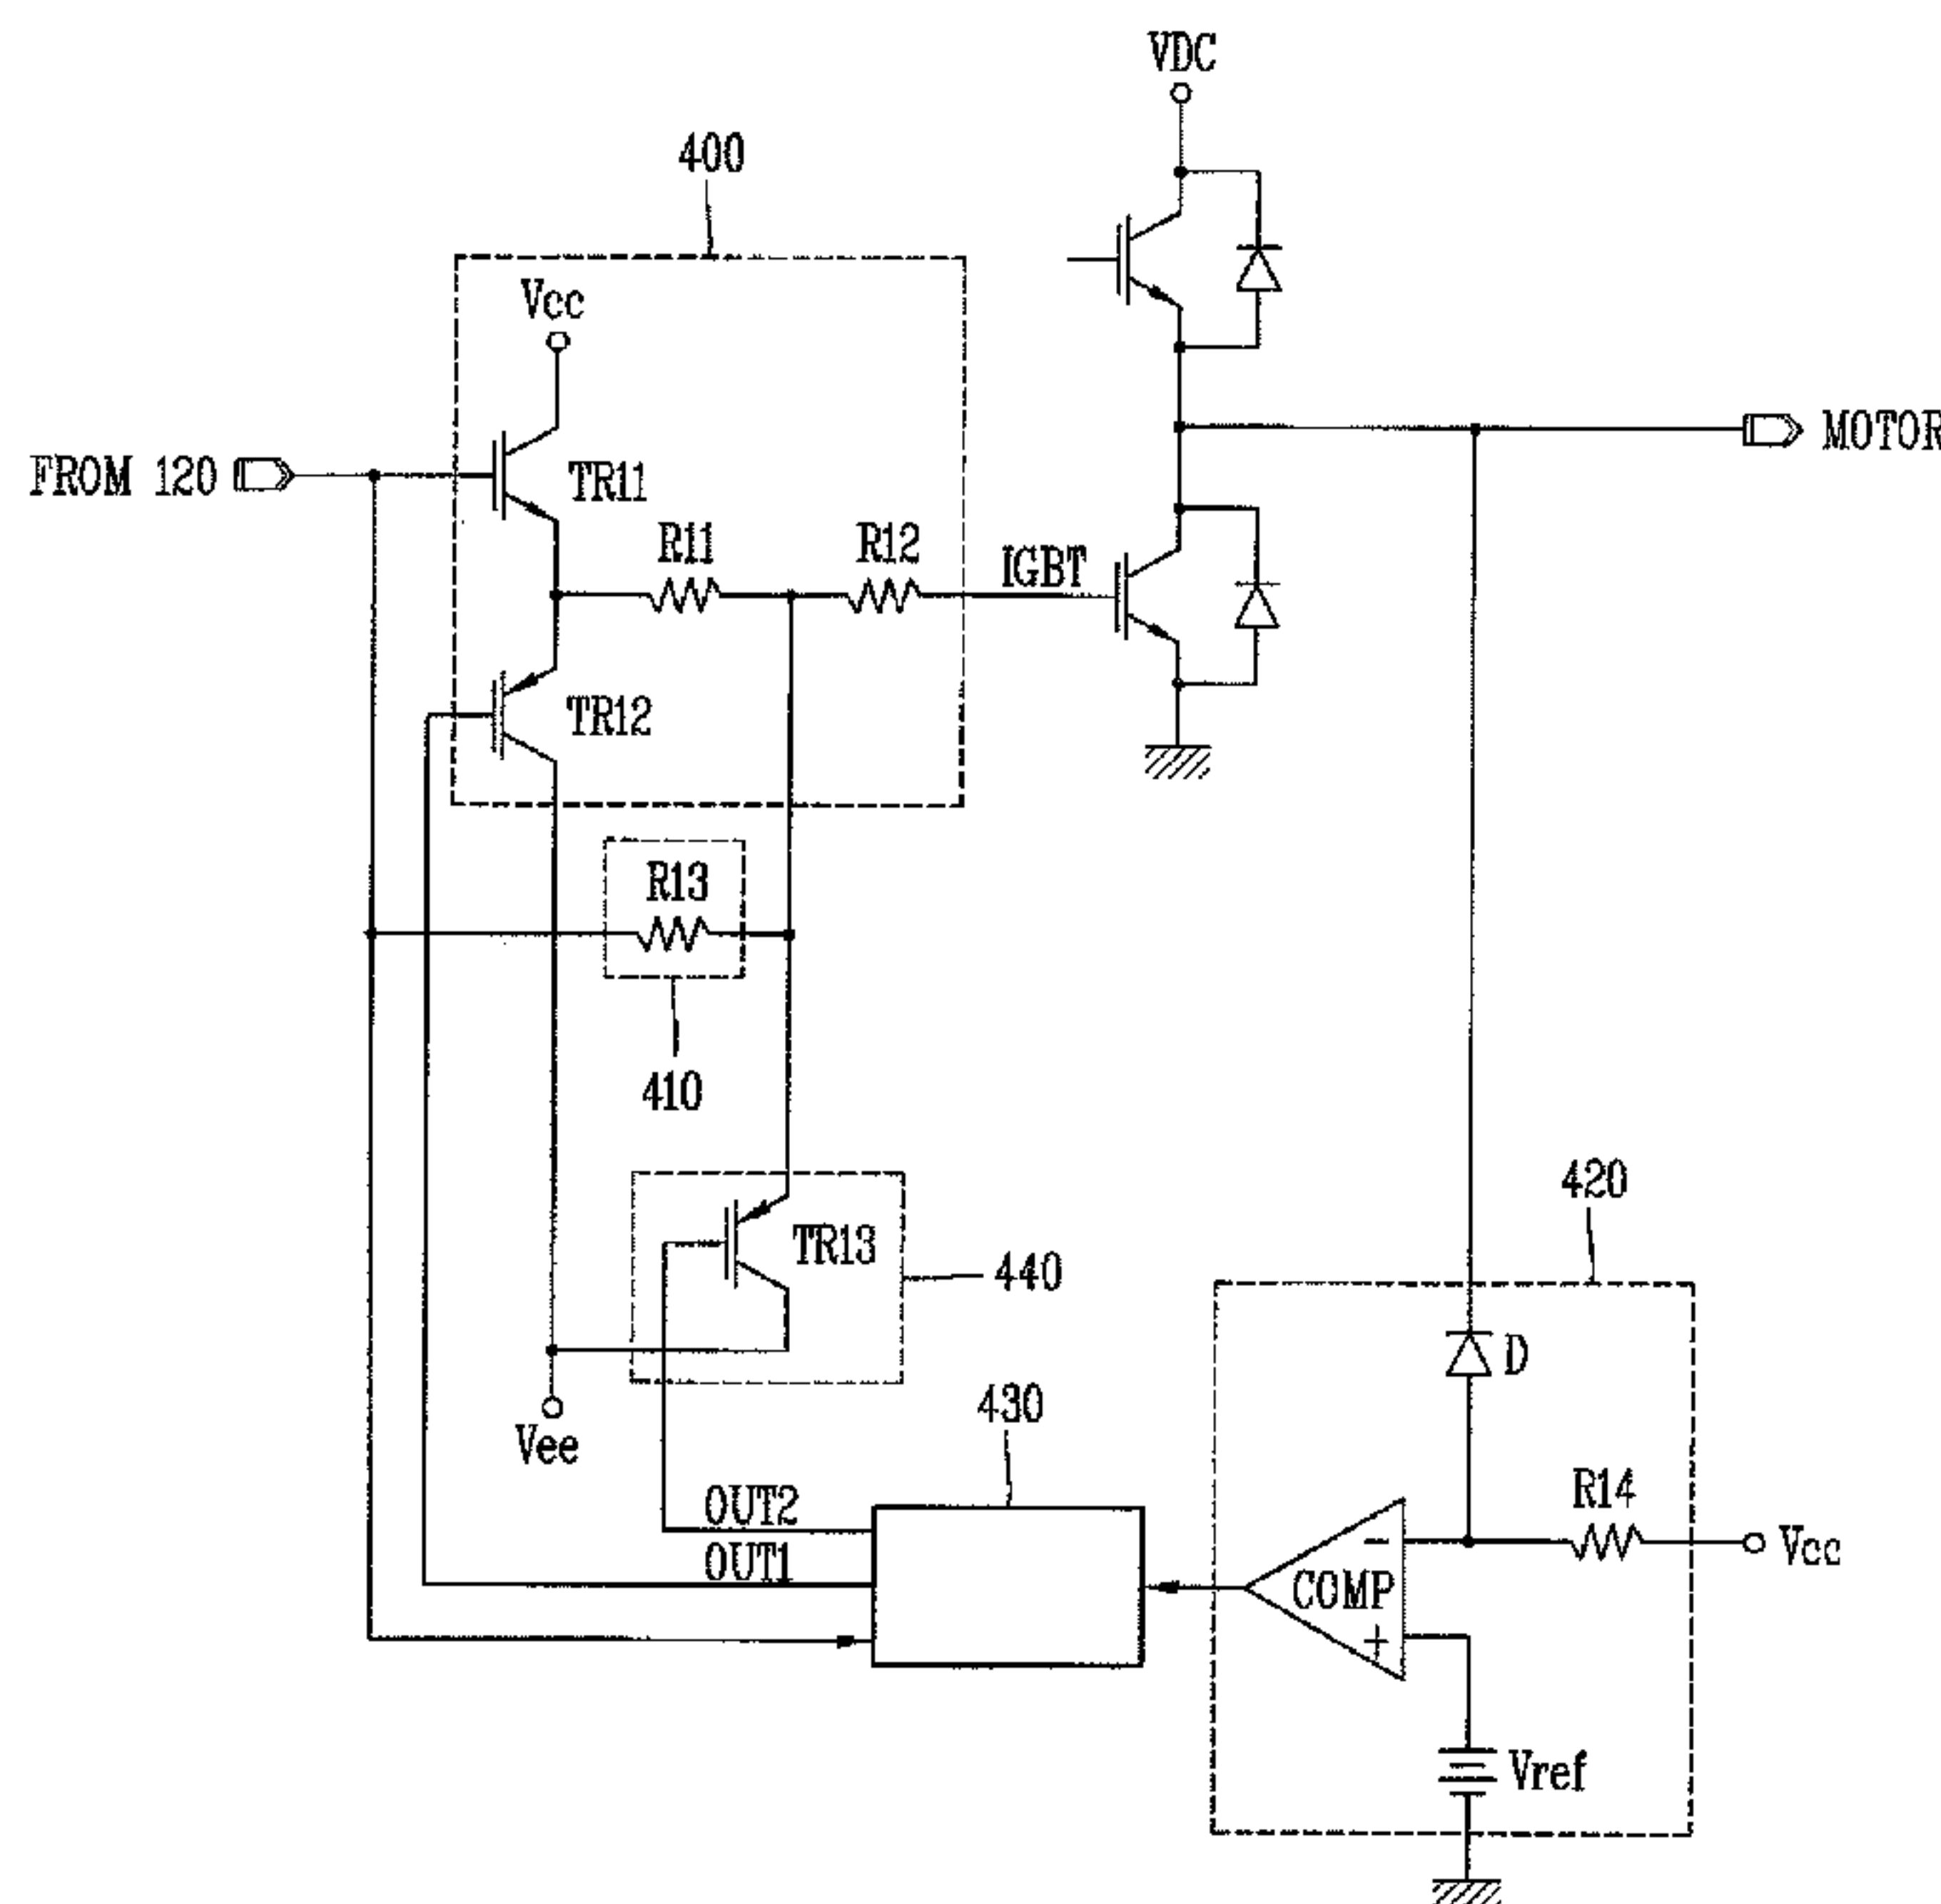 VDC
400
Vcc
FROM 120
TR11
MOTOR
R11
R12
IGBT
TR12
R13
410
420
TR13
440
D
430
Vee
OUT2
R14
OUT1
Vcc
−
COMP
+
Vref